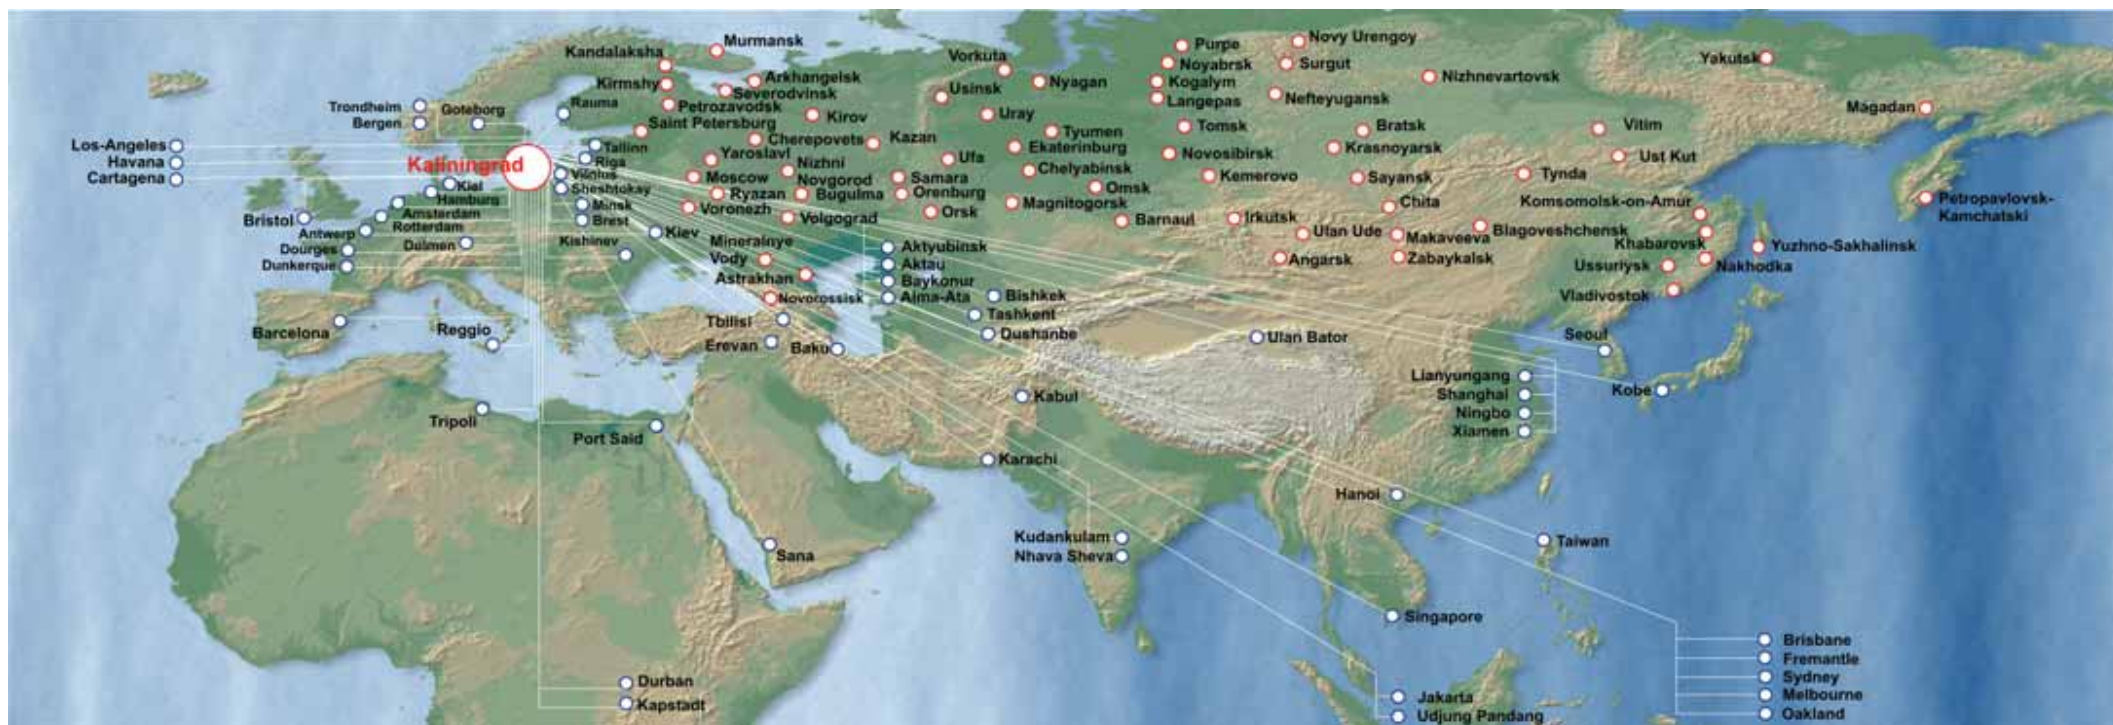 Kandalaksha
Murmansk
Kirmshy
Arkhangelsk
Severodvinsk
Petrozavodsk
Saint Petersburg
Cherepovets
Kirov
Kazan
Vorkuta
Usinsk
Nyagan
Uray
Purpe
Noyabrsk
Kogalym
Langepas
Novy Urengoy
Surgut
Nefteyugansk
Nizhnevartovsk
Yakutsk
Magadan
Trondheim
Bergen
Goteborg
Rauma
Los-Angeles
Havana
Cartagena
Kaliningrad
Tallinn
Riga
Vilnius
Sheshtokay
Minsk
Brest
Kiel
Hamburg
Amsterdam
Rotterdam
Bristol
Antwerp
Dourges
Dunkerque
Dulmen
Kishinev
Kiev
Yaroslavl
Moscow
Ryazan
Voronezh
Nizhni
Novgorod
Bugulma
Volgograd
Ufa
Samara
Orenburg
Orsk
Tyumen
Ekaterinburg
Chelyabinsk
Omsk
Magnitogorsk
Tomsk
Novosibirsk
Kemerovo
Barnaul
Bratsk
Krasnoyarsk
Sayansk
Chita
Irkutsk
Ulan Ude
Makaveeva
Angarsk
Zabaykalsk
Vitim
Ust Kut
Tynda
Komsomolsk-on-Amur
Blagoveshchensk
Khabarovsk
Ussuriysk
Nakhodka
Vladivostok
Yuzhno-Sakhalinsk
Petropavlovsk-
Kamchatski
Mineralnye
Vody
Astrakhan
Novorossisk
Tbilisi
Erevan
Baku
Aktyubinsk
Aktau
Baykonur
Alma-Ata
Bishkek
Tashkent
Dushanbe
Ulan Bator
Barcelona
Reggio
Tripoli
Port Said
Kabul
Karachi
Sana
Kudankulam
Nhava Sheva
Seoul
Kobe
Lianyungang
Shanghai
Ningbo
Xiamen
Hanoi
Taiwan
Singapore
Durban
Kapstadt
Jakarta
Udjung Pandang
Brisbane
Fremantle
Sydney
Melbourne
Oakland